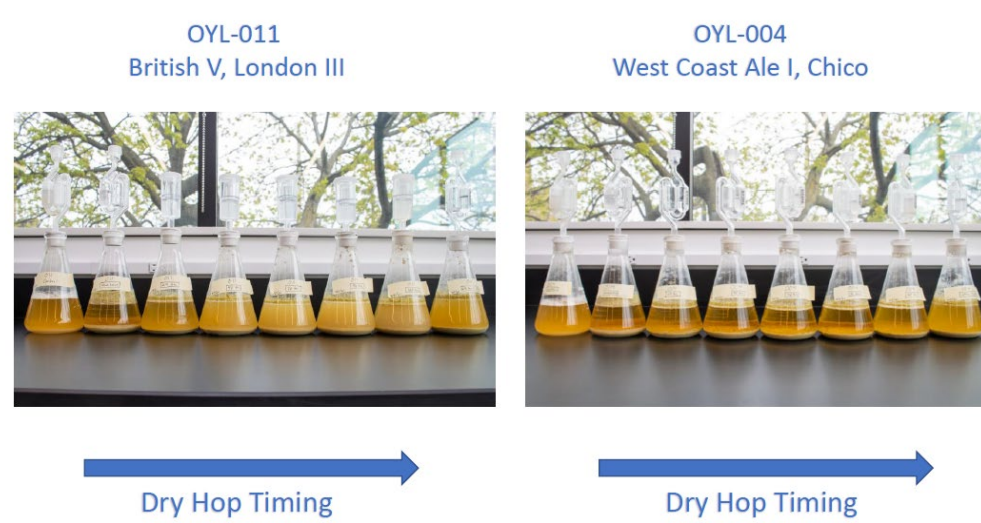 OYL-011
British V, London III
OYL-004
West Coast Ale I, Chico
Dry Hop Timing
Dry Hop Timing